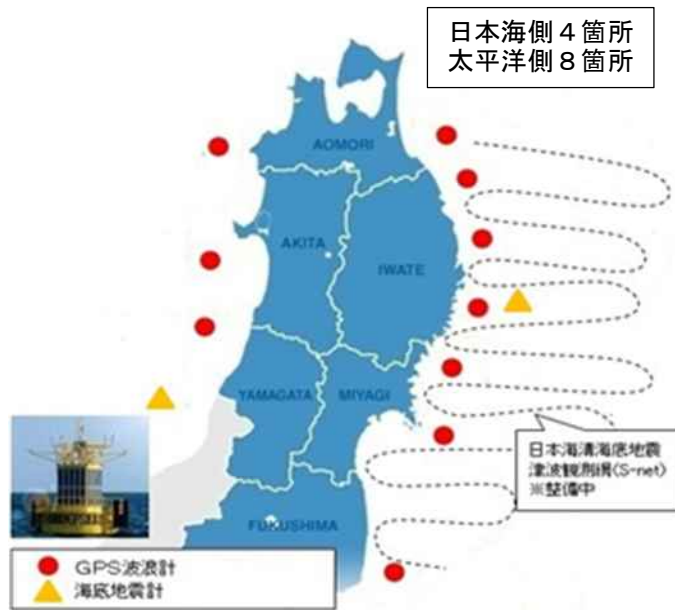 日本海側４箇所
太平洋側８箇所
AOMORI
AKITA
IWATE
YAMAGATA
MIYAGI
日本海溝海底地震
津波観測網(S-net)
※整備中
FUKUSHIMA
GPS波浪計
海底地震計